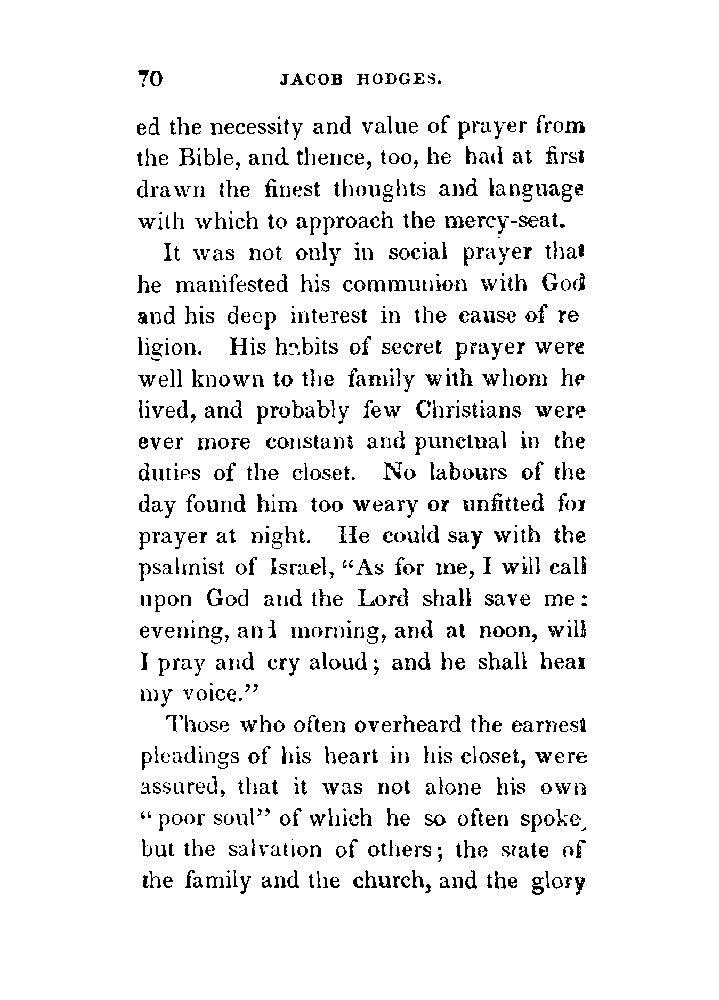 70 JACOB HODGES.
ed the necessity and value of prayer from
the Bible, and thence, too, he had at first
drawn the finest thoughts and language
with which to approach the mercy-seat.
It was not only in social prayer that
he manifested his communion with God
and his deep interest in the cause of re
ligion. His habits of secret prayer were
well known to the family with whom he
lived, and probably few Christians were
ever more constant and punctual in the
duties of the closet. No labours of the
day found him too weary or unfitted for
prayer at night. He could say with the
psalmist of Israel, “As for me, I will call
upon God and the Lord shall save me:
evening, and morning, and at noon, will
I pray and cry aloud; and he shall hear
my voice.”
Those who often overheard the earnest
pleadings of his heart in his closet, were
assured, that it was not alone his own
“poor soul” of which he so often spoke,
but the salvation of others; the state of
the family and the church, and the glory